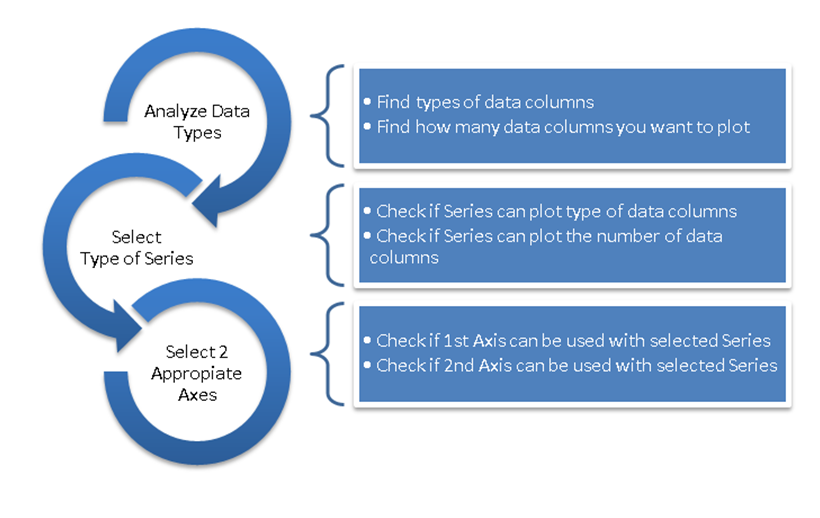 Analyze Data
Types
• Find types of data columns
• Find how many data columns you want to plot
Select
Type of Series
• Check if Series can plot type of data columns
• Check if Series can plot the number of data
columns
Select 2
Appropiate
Axes
• Check if 1st Axis can be used with selected Series
• Check if 2nd Axis can be used with selected Series